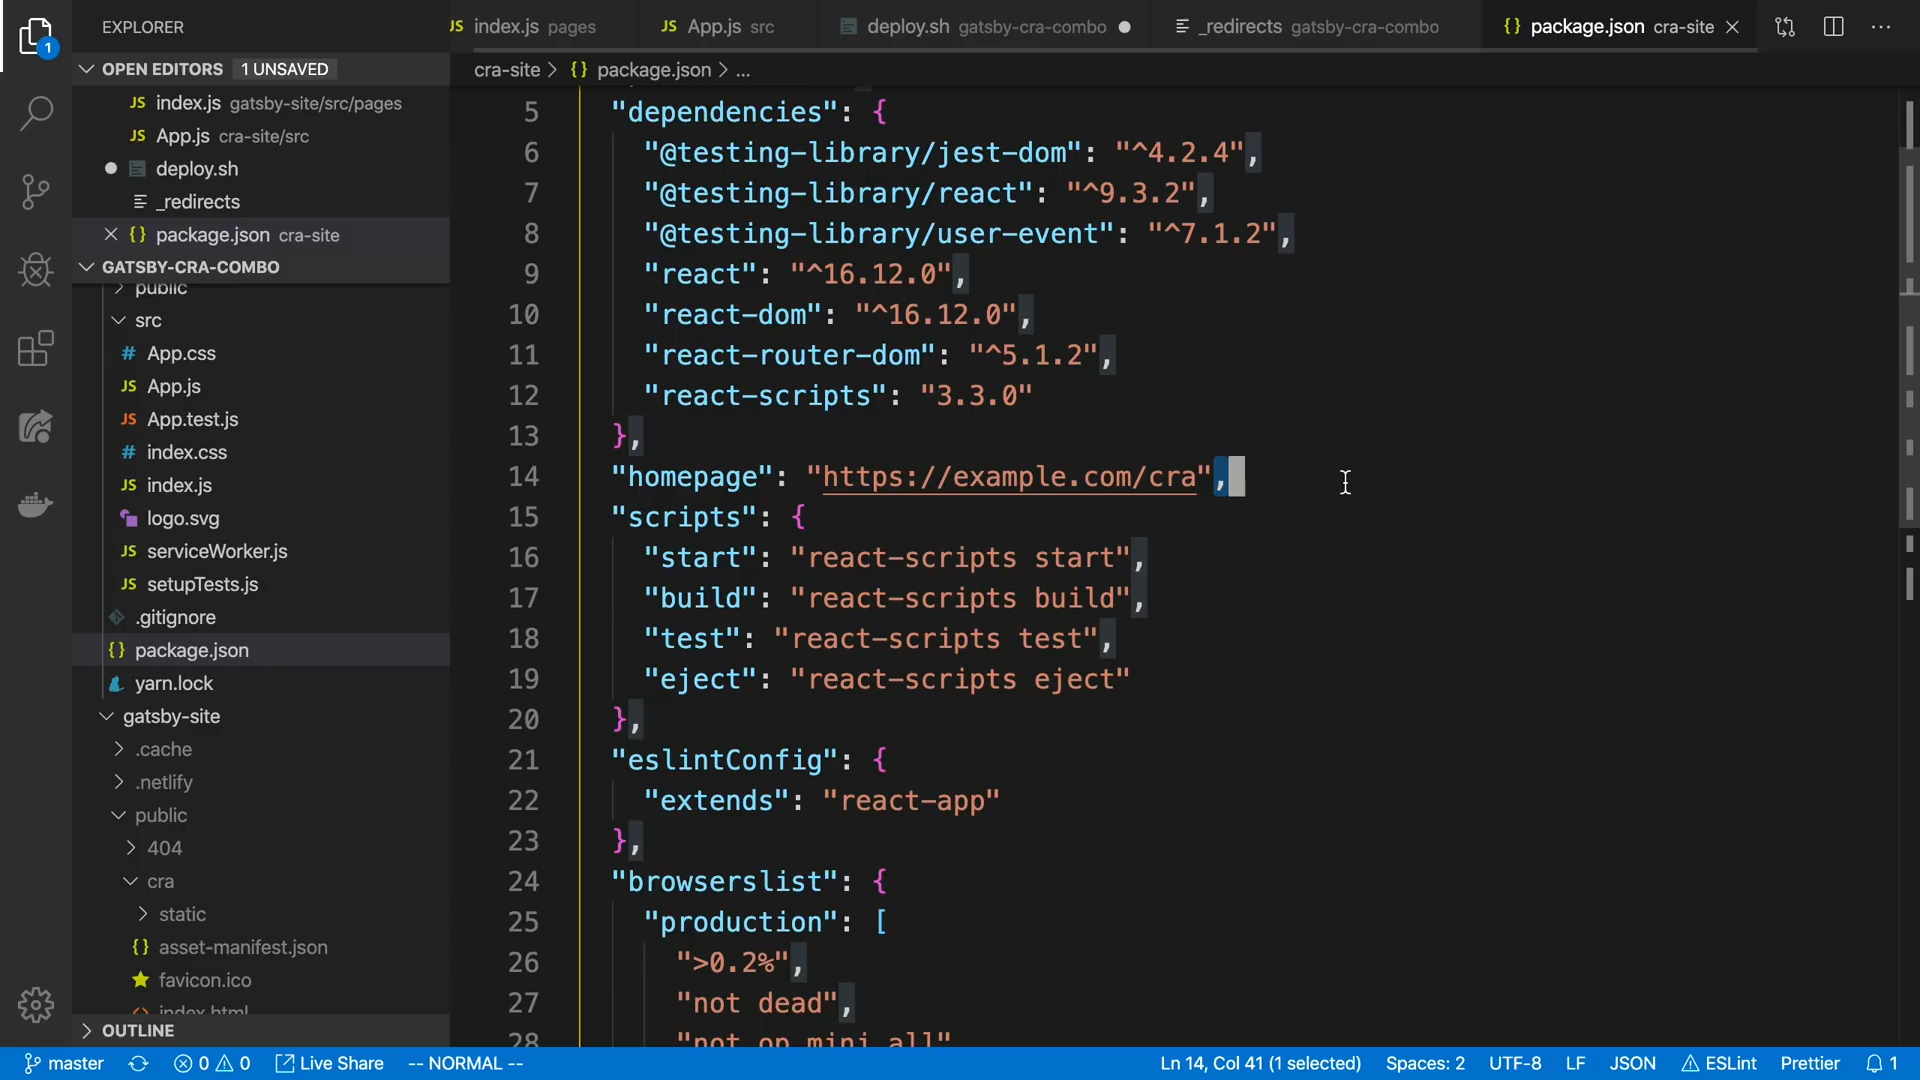 EXPLORER
index.js pages
App.js src
deploy.sh gatsby-cra-combo
_redirects gatsby-cra-combo
package.json cra-site
1
OPEN EDITORS 1 UNSAVED
index.js gatsby-site/src/pages
App.js cra-site/src
deploy.sh
_redirects
package.json cra-site
GATSBY-CRA-COMBO
public
src
App.css
App.js
App.test.js
index.css
index.js
logo.svg
serviceWorker.js
setupTests.js
.gitignore
package.json
yarn.lock
gatsby-site
.cache
.netlify
public
404
cra
static
asset-manifest.json
favicon.ico
index.html
OUTLINE
cra-site > {} package.json > ...
5 "dependencies": {
6 "@testing-library/jest-dom": "^4.2.4",
7 "@testing-library/react": "^9.3.2",
8 "@testing-library/user-event": "^7.1.2",
9 "react": "^16.12.0",
10 "react-dom": "^16.12.0",
11 "react-router-dom": "^5.1.2",
12 "react-scripts": "3.3.0"
13 },
14 "homepage": "https://example.com/cra",
15 "scripts": {
16 "start": "react-scripts start",
17 "build": "react-scripts build",
18 "test": "react-scripts test",
19 "eject": "react-scripts eject"
20 },
21 "eslintConfig": {
22 "extends": "react-app"
23 },
24 "browserslist": {
25 "production": [
26 ">0.2%",
27 "not dead",
28 "not op_mini all"
master 0 0 Live Share -- NORMAL -- Ln 14, Col 41 (1 selected) Spaces: 2 UTF-8 LF JSON ESLint Prettier 1